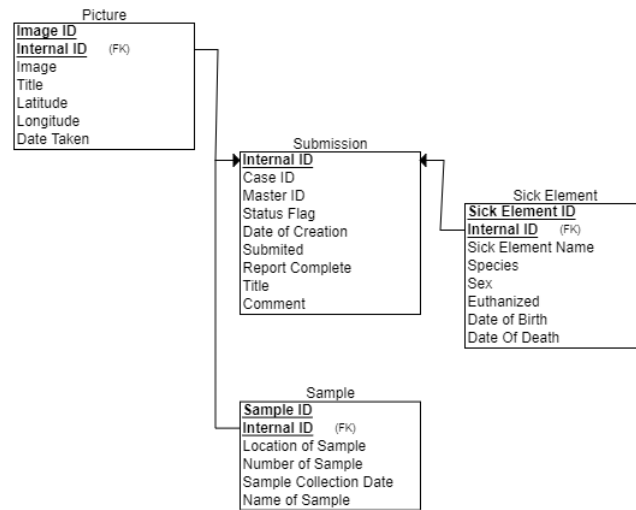 Picture
Image ID
Internal ID (FK)
Image
Title
Latitude
Longitude
Date Taken
Submission
Internal ID
Case ID
Master ID
Status Flag
Date of Creation
Submited
Report Complete
Title
Comment
Sick Element
Sick Element ID
Internal ID (FK)
Sick Element Name
Species
Sex
Euthanized
Date of Birth
Date Of Death
Sample
Sample ID
Internal ID (FK)
Location of Sample
Number of Sample
Sample Collection Date
Name of Sample